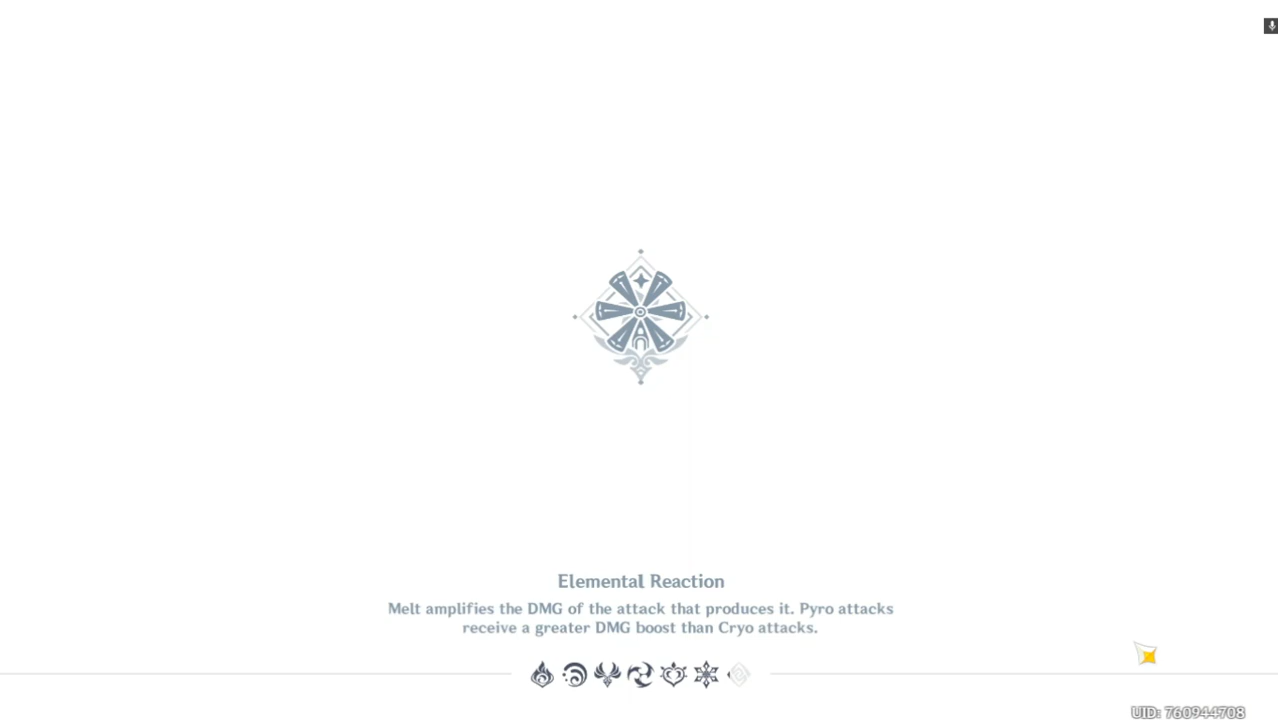 Elemental Reaction
Melt amplifies the DMG of the attack that produces it. Pyro attacks
receive a greater DMG boost than Cryo attacks.
UID: 760944708